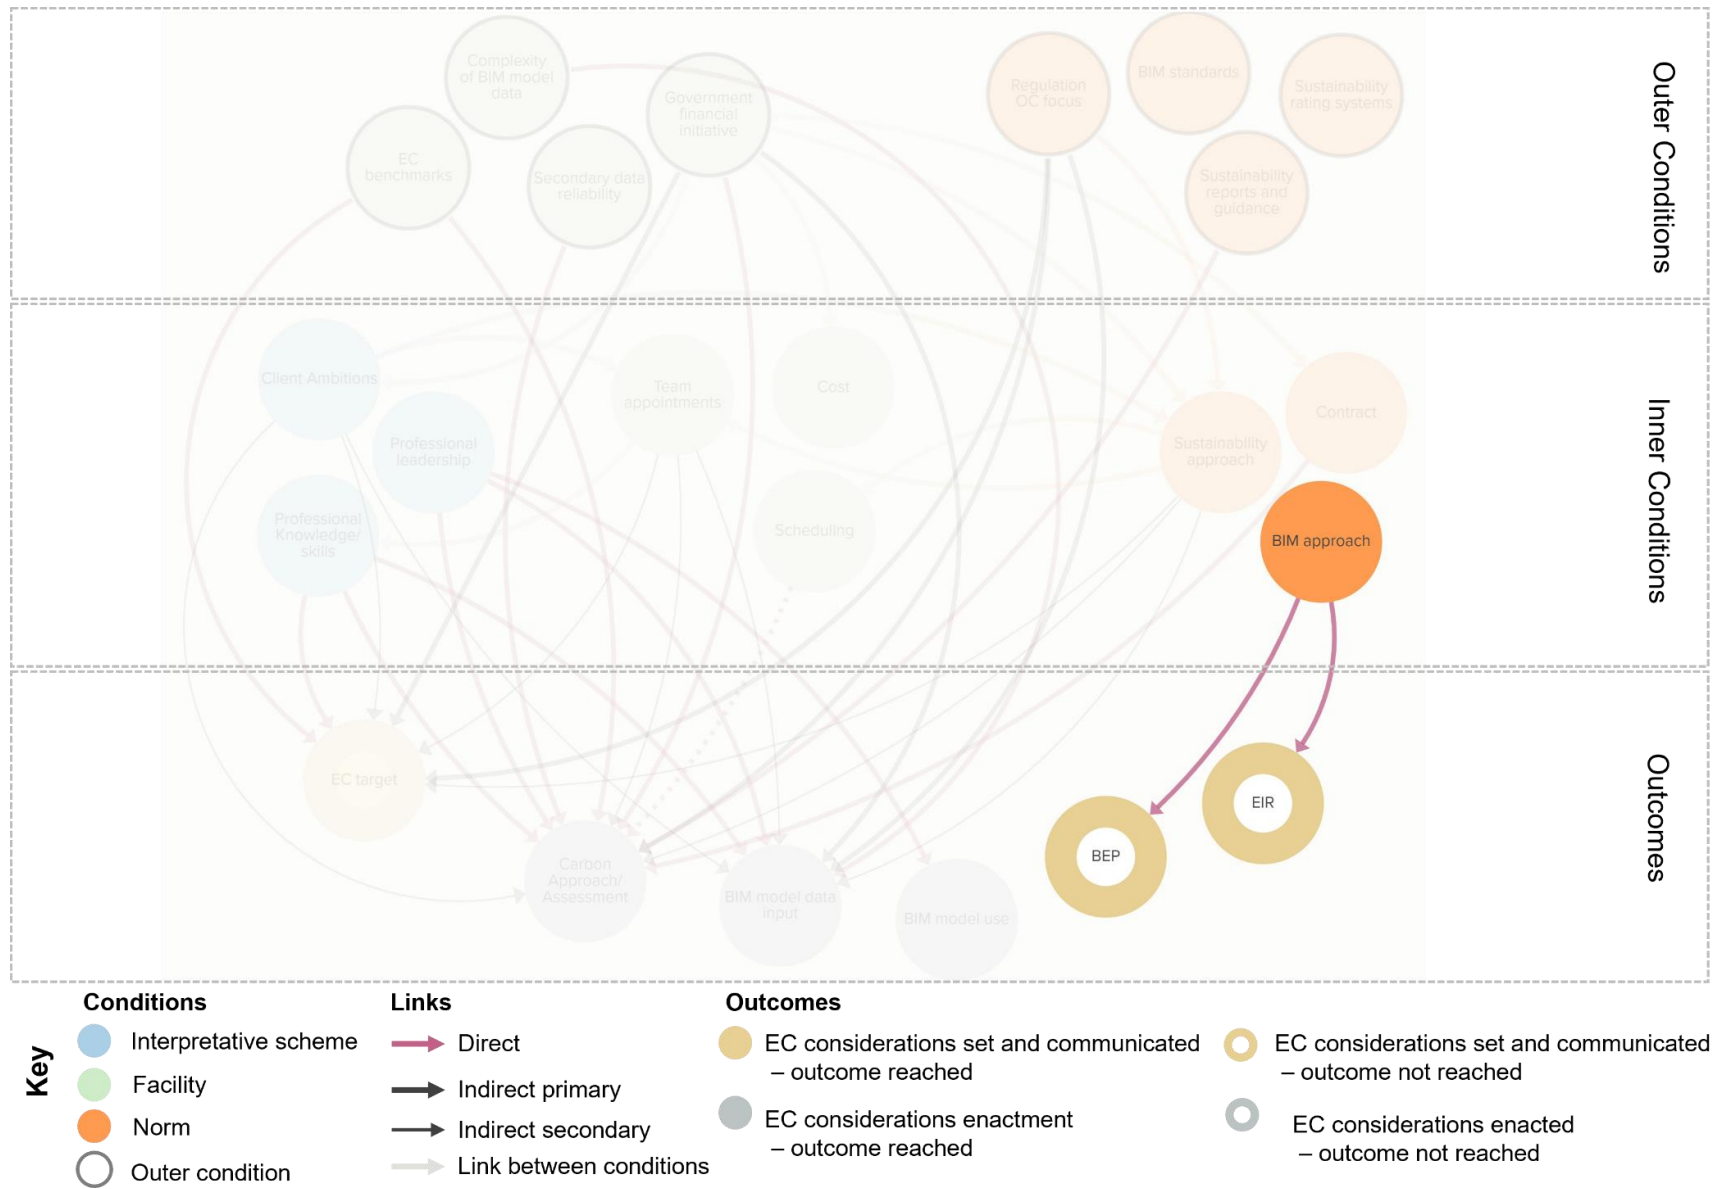 Complexity
of BIM model
data
Government
financial
initiative
EC
benchmarks
Secondary data
reliability
Regulation
OC focus
BIM standards
Sustainability
rating systems
Sustainability
reports and
guidance
Outer Conditions
Client Ambitions
Professional
leadership
Professional
Knowledge/
skills
Team
appointments
Cost
Scheduling
Sustainability
approach
Contract
BIM approach
Inner Conditions
EC target
Carbon
Approach/
Assessment
BIM model data
input
BIM model use
BEP
EIR
Outcomes
Key
Conditions
Interpretative scheme
Facility
Norm
Outer condition
Links
Direct
Indirect primary
Indirect secondary
Link between conditions
Outcomes
EC considerations set and communicated
– outcome reached
EC considerations enactment
– outcome reached
EC considerations set and communicated
– outcome not reached
EC considerations enacted
– outcome not reached